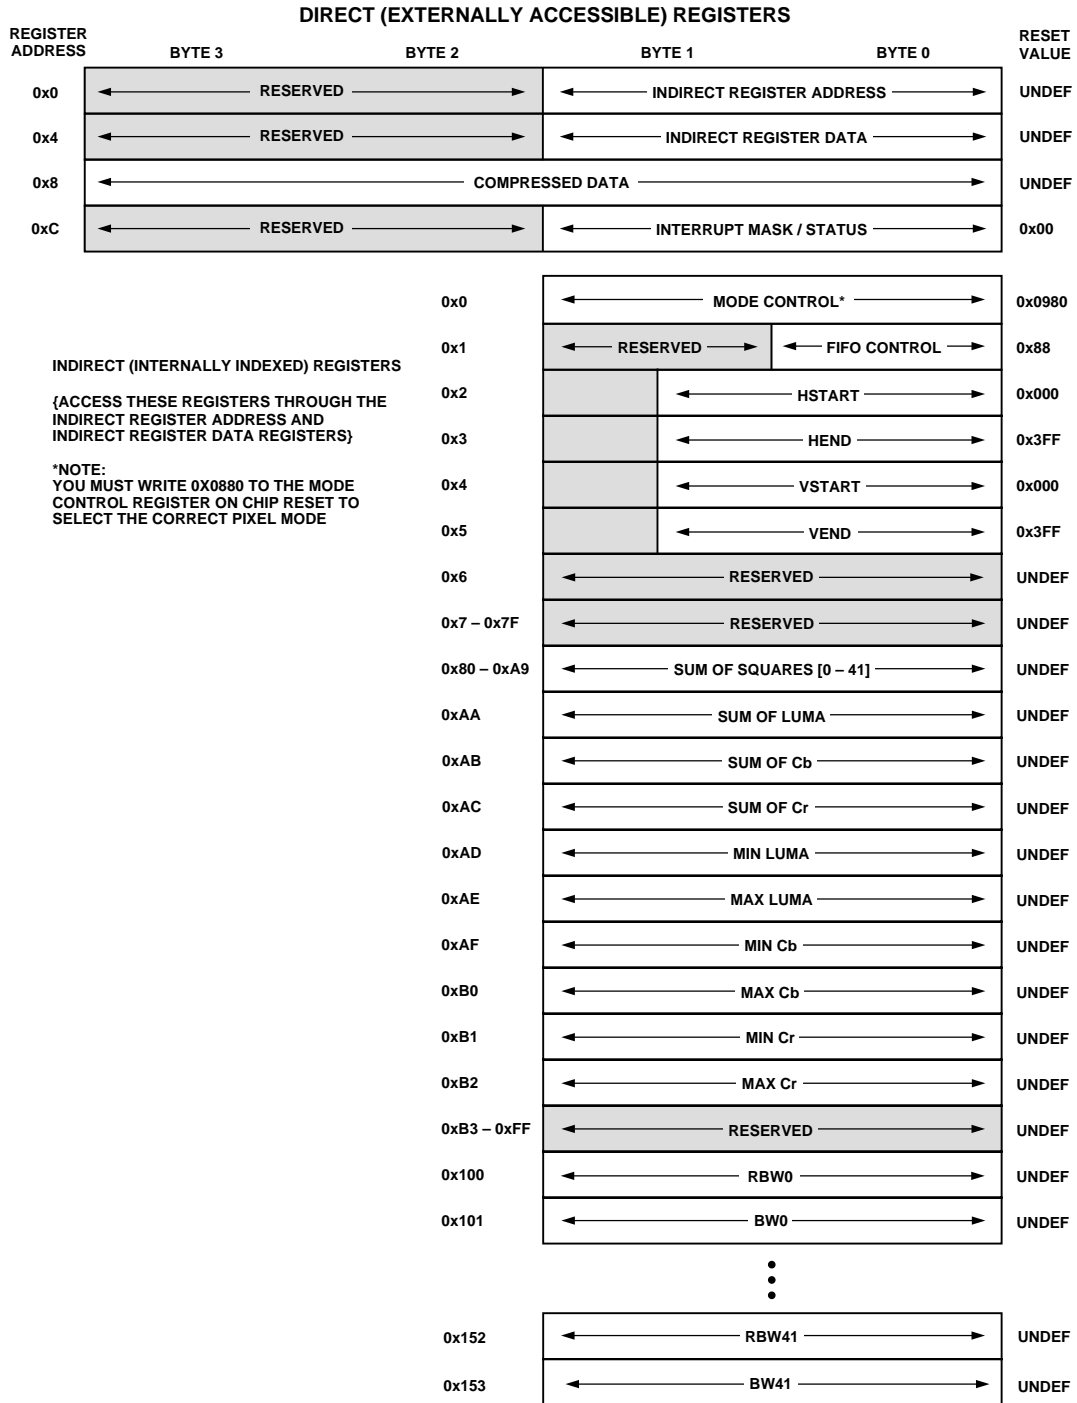 DIRECT (EXTERNALLY ACCESSIBLE) REGISTERS
REGISTER ADDRESS BYTE 3 BYTE 2 BYTE 1 BYTE 0 RESET VALUE
0x0 RESERVED INDIRECT REGISTER ADDRESS UNDEF
0x4 RESERVED INDIRECT REGISTER DATA UNDEF
0x8 COMPRESSED DATA UNDEF
0xC RESERVED INTERRUPT MASK / STATUS 0x00
INDIRECT (INTERNALLY INDEXED) REGISTERS
{ACCESS THESE REGISTERS THROUGH THE
INDIRECT REGISTER ADDRESS AND
INDIRECT REGISTER DATA REGISTERS}
*NOTE:
YOU MUST WRITE 0X0880 TO THE MODE
CONTROL REGISTER ON CHIP RESET TO
SELECT THE CORRECT PIXEL MODE
0x0 MODE CONTROL* 0x0980
0x1 RESERVED FIFO CONTROL 0x88
0x2 HSTART 0x000
0x3 HEND 0x3FF
0x4 VSTART 0x000
0x5 VEND 0x3FF
0x6 RESERVED UNDEF
0x7 – 0x7F RESERVED UNDEF
0x80 – 0xA9 SUM OF SQUARES [0 – 41] UNDEF
0xAA SUM OF LUMA UNDEF
0xAB SUM OF Cb UNDEF
0xAC SUM OF Cr UNDEF
0xAD MIN LUMA UNDEF
0xAE MAX LUMA UNDEF
0xAF MIN Cb UNDEF
0xB0 MAX Cb UNDEF
0xB1 MIN Cr UNDEF
0xB2 MAX Cr UNDEF
0xB3 – 0xFF RESERVED UNDEF
0x100 RBW0 UNDEF
0x101 BW0 UNDEF
0x152 RBW41 UNDEF
0x153 BW41 UNDEF